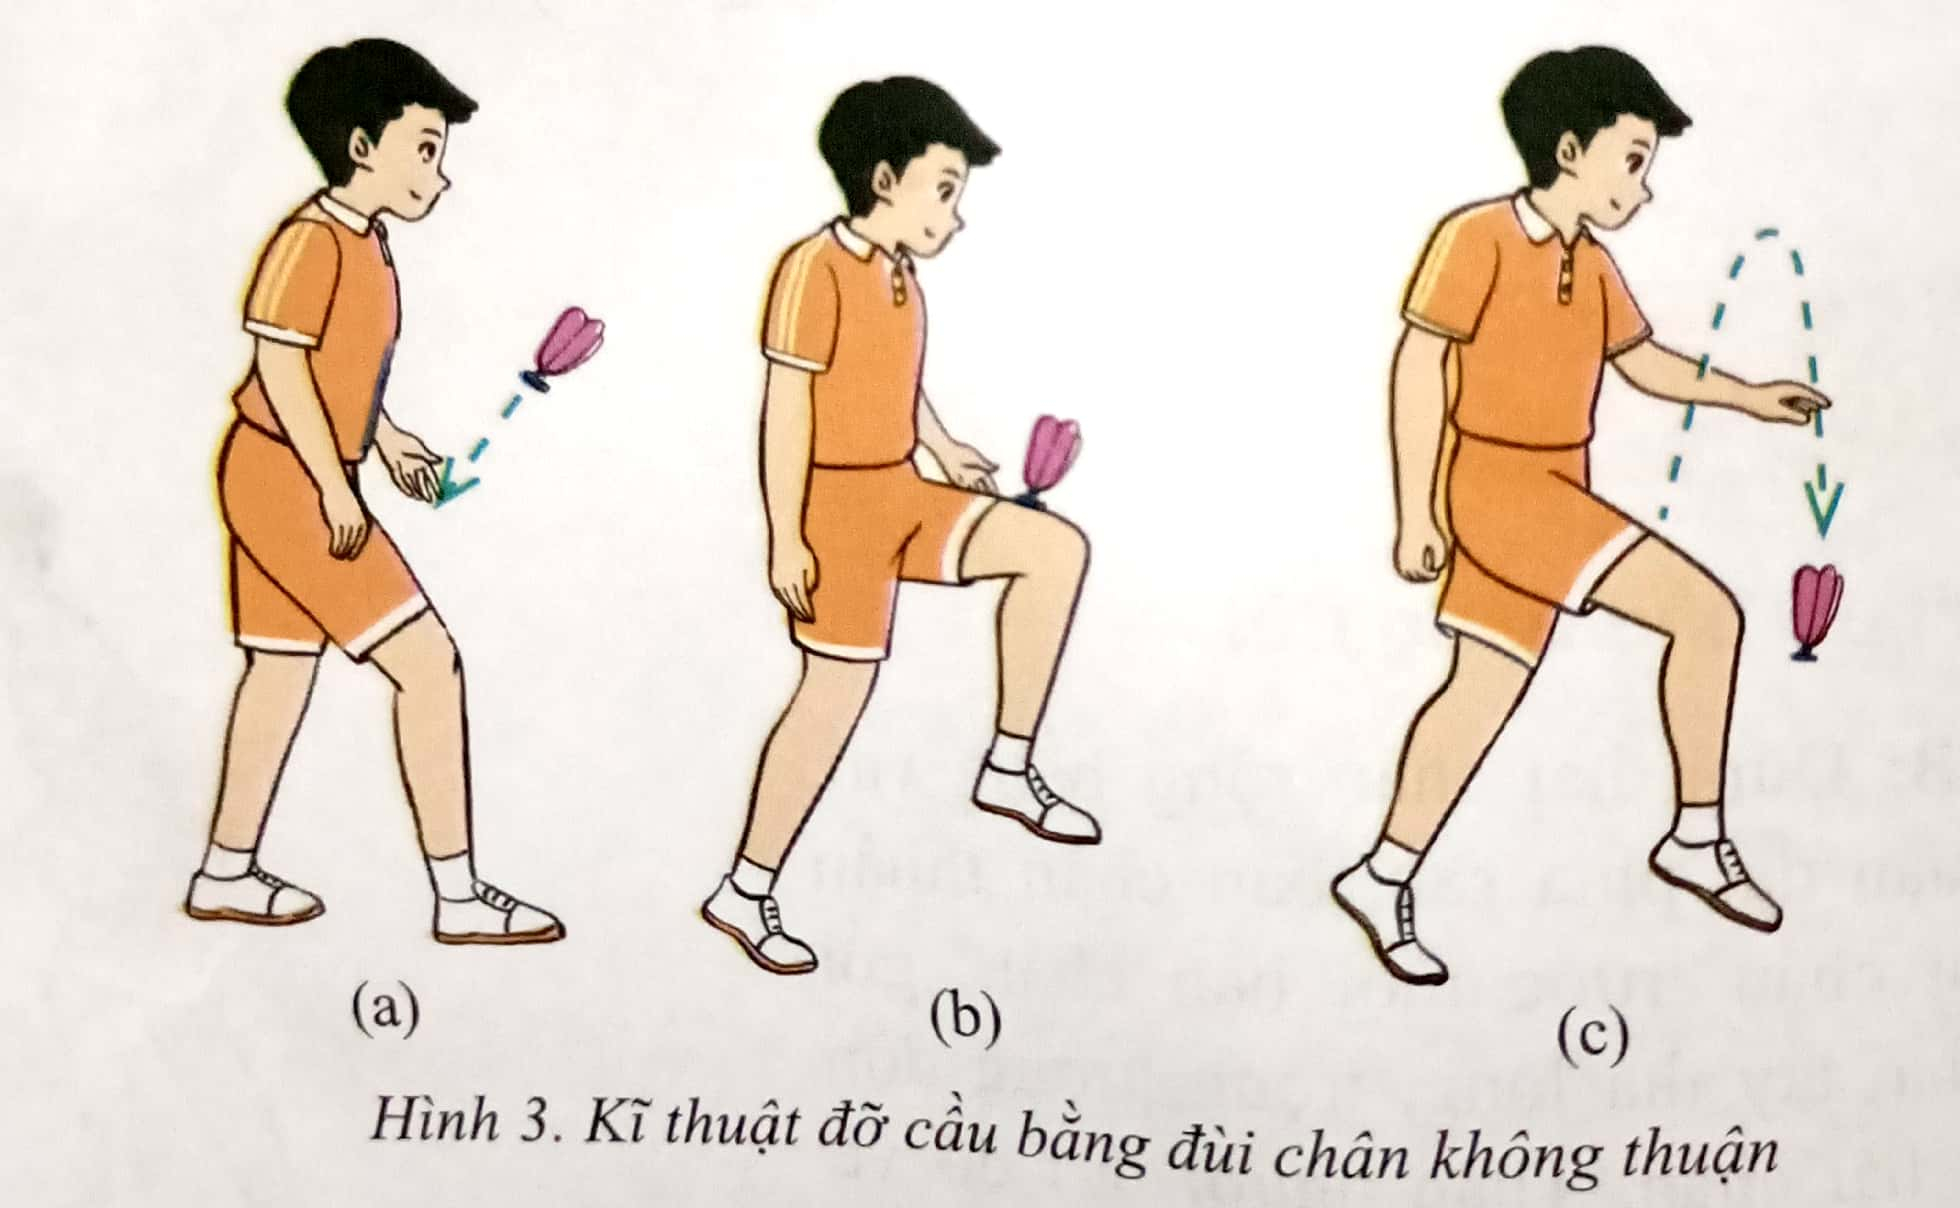 (a)
(b)
(c)
Hình 3. Kĩ thuật đỡ cầu bằng đùi chân không thuận